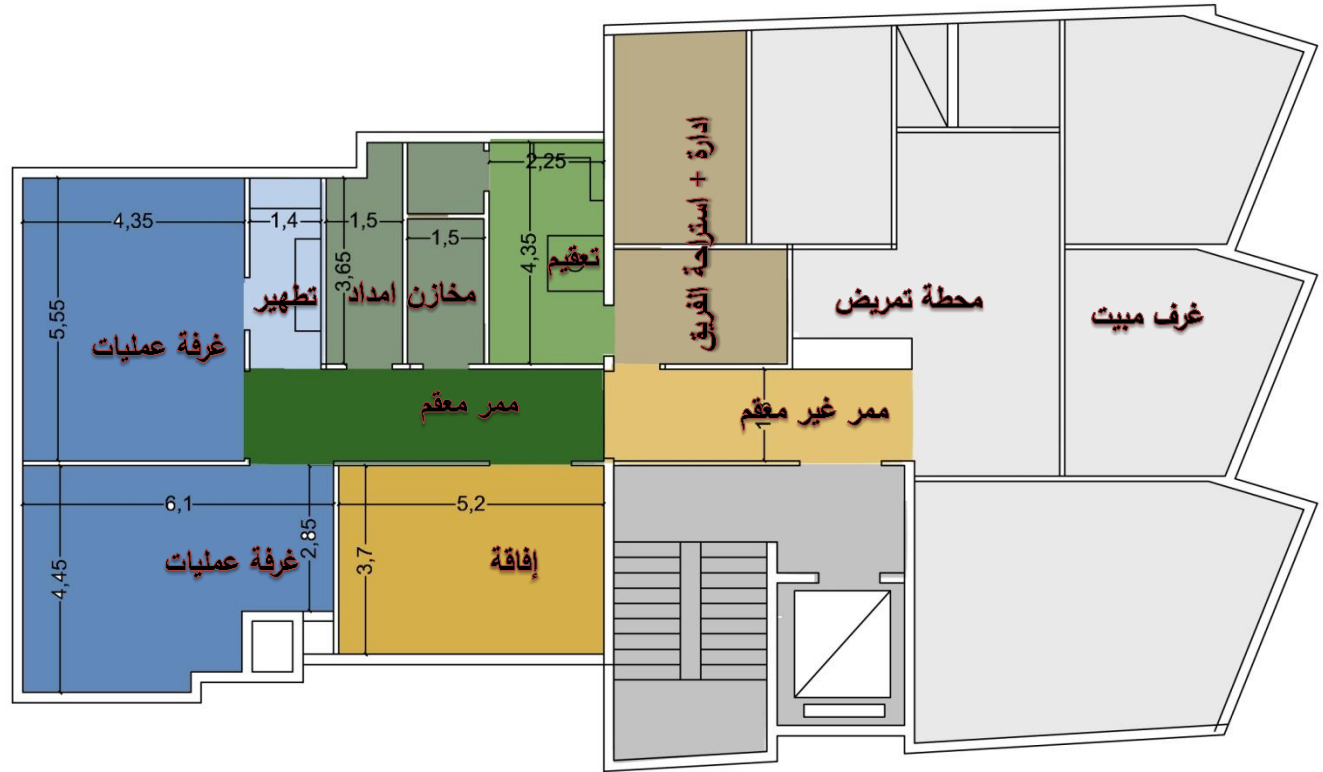 ادارة + استراحة الفريق
2,25
4,35
1,4
1,5
1,5
3,65
4,35
5,55
تعقيم
مخازن امداد
تطهير
غرفة عمليات
محطة تمريض
غرف مبيت
ممر معقم
ممر غير معقم
6,1
5,2
2,85
3,7
4,45
غرفة عمليات
إفاقة